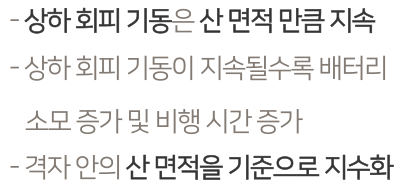 - 상하 회피 기동은 산 면적 만큼 지속
- 상하 회피 기동이 지속될수록 배터리
소모 증가 및 비행 시간 증가
- 격자 안의 산 면적을 기준으로 지수화